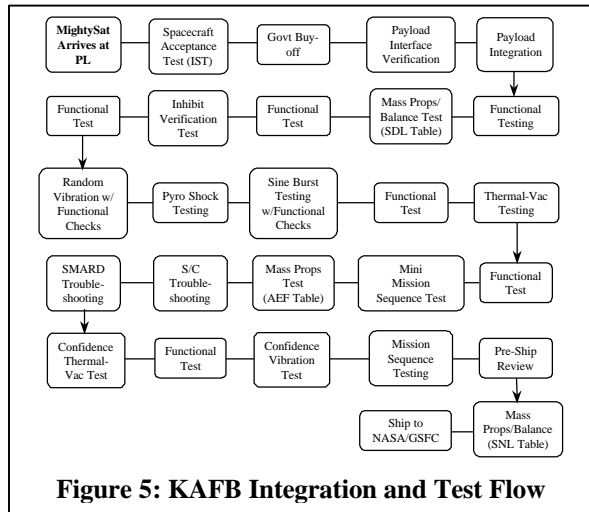 MightySat
Arrives at
PL
Spacecraft
Acceptance
Test (IST)
Govt Buy-
off
Payload
Interface
Verification
Payload
Integration
Functional
Test
Inhibit
Verification
Test
Functional
Test
Mass Props/
Balance Test
(SDL Table)
Functional
Testing
Random
Vibration w/
Functional
Checks
Pyro Shock
Testing
Sine Burst
Testing
w/Functional
Checks
Functional
Test
Thermal-Vac
Testing
SMARD
Trouble-
shooting
S/C
Trouble-
shooting
Mass Props
Test
(AEF Table)
Mini
Mission
Sequence Test
Functional
Test
Confidence
Thermal-
Vac Test
Functional
Test
Confidence
Vibration
Test
Mission
Sequence
Testing
Pre-Ship
Review
Ship to
NASA/GSFC
Mass
Props/Balance
(SNL Table)
Figure 5: KAFB Integration and Test Flow